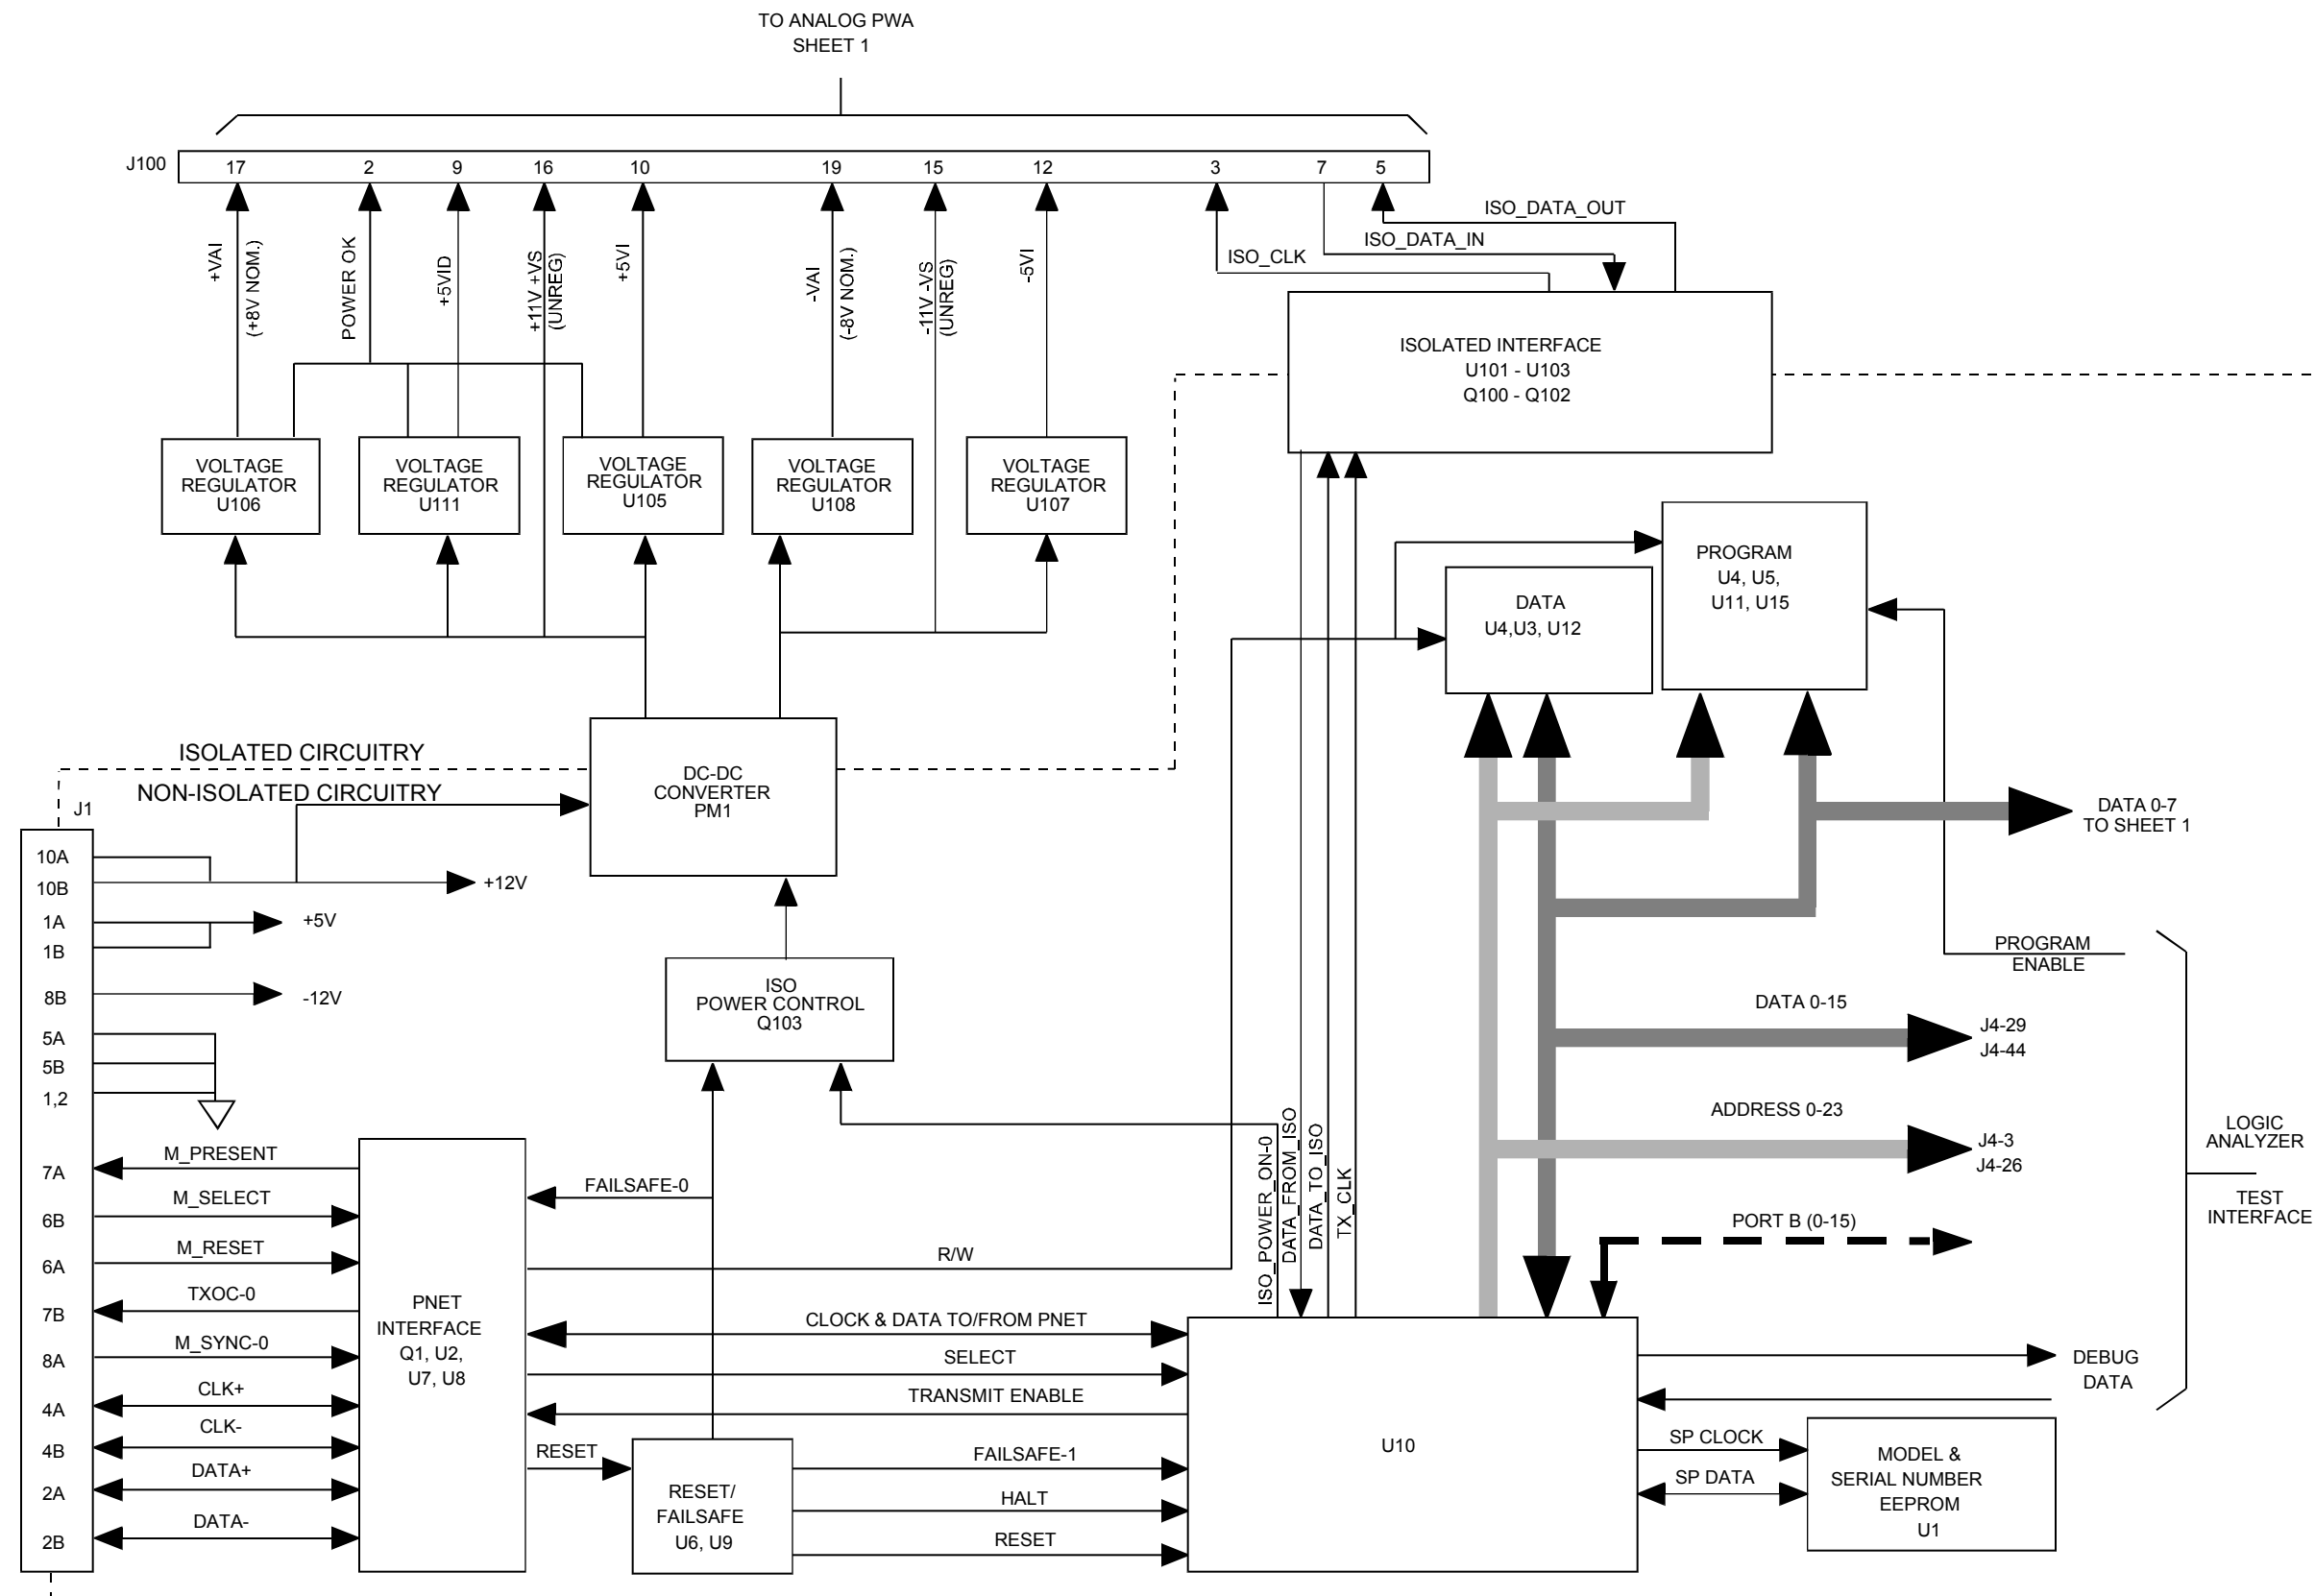 TO ANALOG PWA
SHEET 1
J100
17 2 9 16 10 19 15 12 3 7 5
+VAI
(+8V NOM.)
POWER OK
+5VID
+11V +VS
(UNREG)
+5VI
-VAI
(-8V NOM.)
-11V -VS
(UNREG)
-5VI
ISO_DATA_OUT
ISO_DATA_IN
ISO_CLK
ISOLATED INTERFACE
U101 - U103
Q100 - Q102
VOLTAGE
REGULATOR
U106
VOLTAGE
REGULATOR
U111
VOLTAGE
REGULATOR
U105
VOLTAGE
REGULATOR
U108
VOLTAGE
REGULATOR
U107
PROGRAM
U4, U5,
U11, U15
DATA
U4,U3, U12
ISOLATED CIRCUITRY
NON-ISOLATED CIRCUITRY
DC-DC
CONVERTER
PM1
DATA 0-7
TO SHEET 1
J1
10A
10B
+12V
1A
+5V
1B
8B
-12V
5A
5B
1,2
ISO
POWER CONTROL
Q103
PROGRAM
ENABLE
DATA 0-15
J4-29
J4-44
ADDRESS 0-23
J4-3
J4-26
LOGIC
ANALYZER
TEST
INTERFACE
PORT B (0-15)
7A
M_PRESENT
6B
M_SELECT
6A
M_RESET
7B
TXOC-0
8A
M_SYNC-0
4A
CLK+
4B
CLK-
2A
DATA+
2B
DATA-
PNET
INTERFACE
Q1, U2,
U7, U8
FAILSAFE-0
R/W
ISO_POWER_ON-0
DATA_FROM_ISO
DATA_TO_ISO
TX_CLK
CLOCK & DATA TO/FROM PNET
SELECT
TRANSMIT ENABLE
RESET
RESET/
FAILSAFE
U6, U9
FAILSAFE-1
HALT
RESET
U10
DEBUG
DATA
SP CLOCK
SP DATA
MODEL &
SERIAL NUMBER
EEPROM
U1